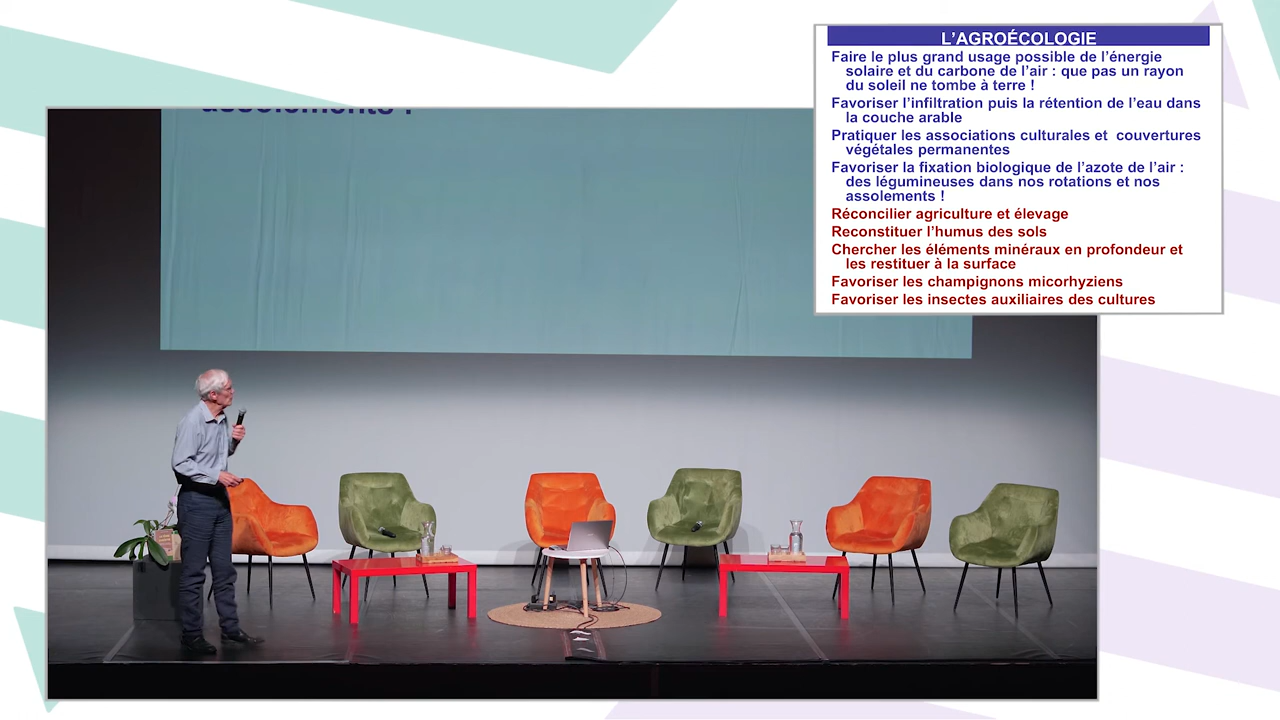 L'AGROÉCOLOGIE
Faire le plus grand usage possible de l'énergie
solaire et du carbone de l'air : que pas un rayon
du soleil ne tombe à terre !
Favoriser l'infiltration puis la rétention de l'eau dans
la couche arable
Pratiquer les associations culturales et couvertures
végétales permanentes
Favoriser la fixation biologique de l'azote de l'air :
des légumineuses dans nos rotations et nos
assolements !
Réconcilier agriculture et élevage
Reconstituer l'humus des sols
Chercher les éléments minéraux en profondeur et
les restituer à la surface
Favoriser les champignons micorhyziens
Favoriser les insectes auxiliaires des cultures
assolements !